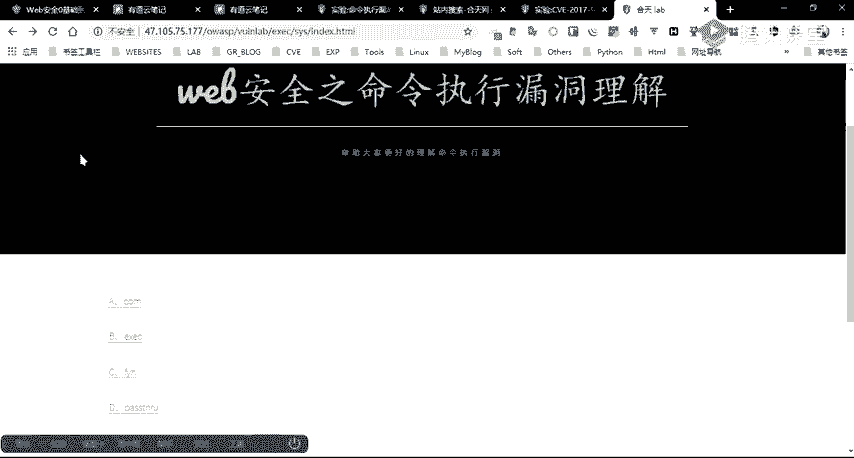 Web安全0基础
有道云笔记
有道云笔记
实验:命令执行漏
站内搜索-合天网
实验:CVE-2017-
合天 lab
不安全 | 47.105.75.177/owasp/vulnlab/exec/sys/index.html
应用 书签工具栏 WEBSITES LAB GR_BLOG CVE EXP Tools Linux MyBlog Soft Others Python Html 网址导航 » 其他书签
web安全之命令执行漏洞理解
帮助大家更好的理解命令执行漏洞
A、com
B、exec
D、passthru